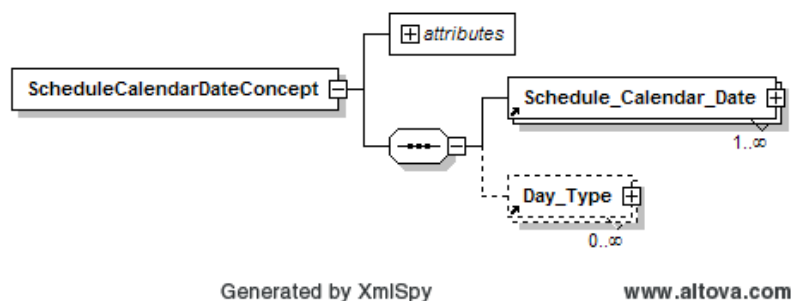 attributes
ScheduleCalendarDateConcept
Schedule_Calendar_Date
1..∞
Day_Type
0..∞
Generated by XmlSpy
www.altova.com